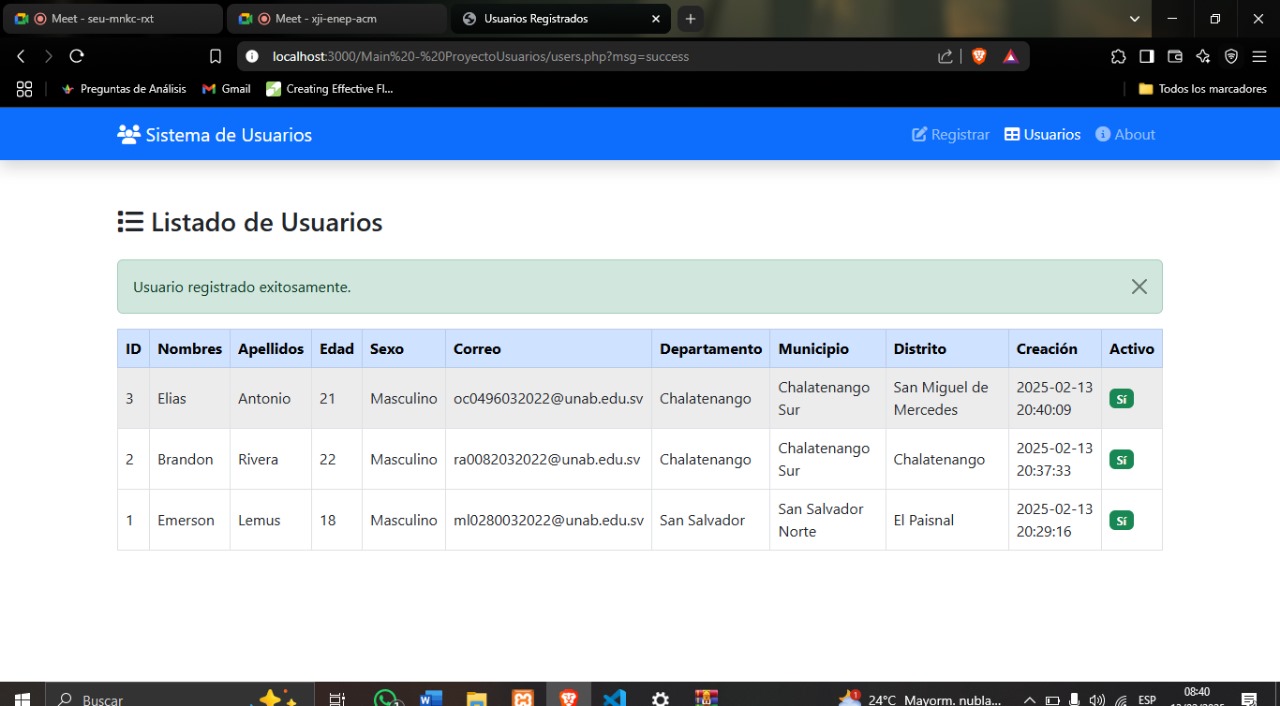 Meet - seu-mnkc-rxt
Meet - xji-enep-acm
Usuarios Registrados
localhost:3000/Main%20-%20ProyectoUsuarios/users.php?msg=success
Preguntas de Análisis
Gmail
Creating Effective Fl...
Todos los marcadores
Sistema de Usuarios
Registrar
Usuarios
About
Listado de Usuarios
Usuario registrado exitosamente.
ID Nombres Apellidos Edad Sexo Correo Departamento Municipio Distrito Creación Activo
3 Elias Antonio 21 Masculino oc0496032022@unab.edu.sv Chalatenango Chalatenango Sur San Miguel de Mercedes 2025-02-13 20:40:09 Sí
2 Brandon Rivera 22 Masculino ra0082032022@unab.edu.sv Chalatenango Chalatenango Sur Chalatenango 2025-02-13 20:37:33 Sí
1 Emerson Lemus 18 Masculino ml0280032022@unab.edu.sv San Salvador San Salvador Norte El Paisnal 2025-02-13 20:29:16 Sí
Buscar
24°C Mayorm. nubla...
ESP
08:40